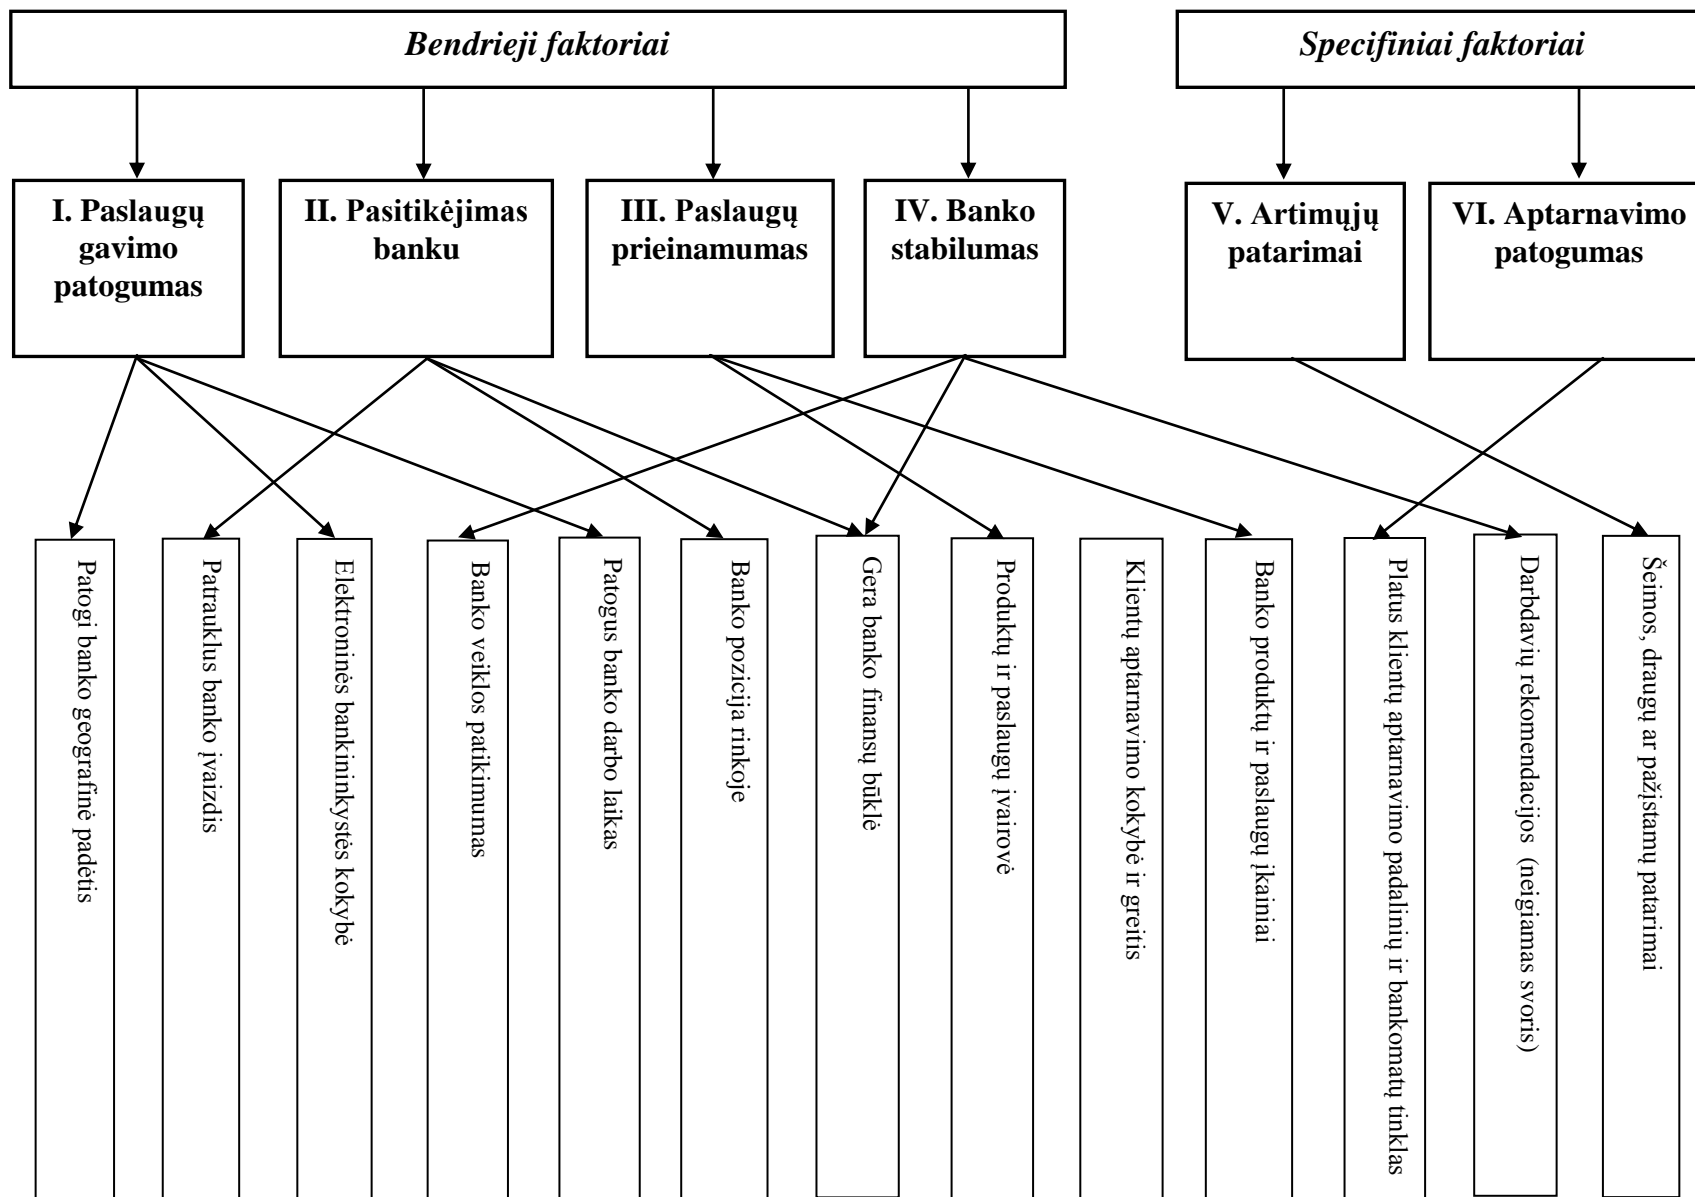 Bendrieji faktoriai
Specifiniai faktoriai
I. Paslaugų
gavimo
patogumas
II. Pasitikėjimas
banku
III. Paslaugų
prieinamumas
IV. Banko
stabilumas
V. Artimųjų
patarimai
VI. Aptarnavimo
patogumas
Patogi banko geografinė padėtis
Patrauklus banko įvaizdis
Elektroninės bankininkystės kokybė
Banko veiklos patikimumas
Patogus banko darbo laikas
Banko pozicija rinkoje
Gera banko finansų būklė
Produktų ir paslaugų įvairovė
Klientų aptarnavimo kokybė ir greitis
Banko produktų ir paslaugų įkainiai
Platus klientų aptarnavimo padalinių ir bankomatų tinklas
Darbdavių rekomendacijos (neigiamas svoris)
Šeimos, draugų ar pažįstamų patarimai